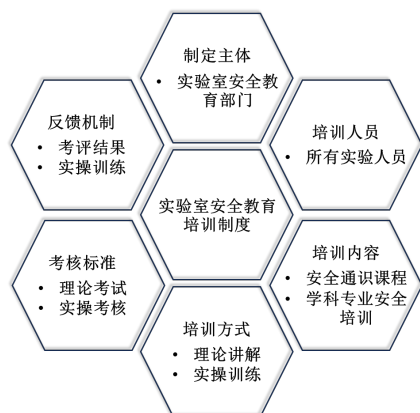 制定主体
• 实验室安全教
育部门
反馈机制
• 考评结果
• 实操训练
培训人员
• 所有实验人员
实验室安全教育
培训制度
考核标准
• 理论考试
• 实操考核
培训内容
• 安全通识课程
• 学科专业安全
培训
培训方式
• 理论讲解
• 实操训练